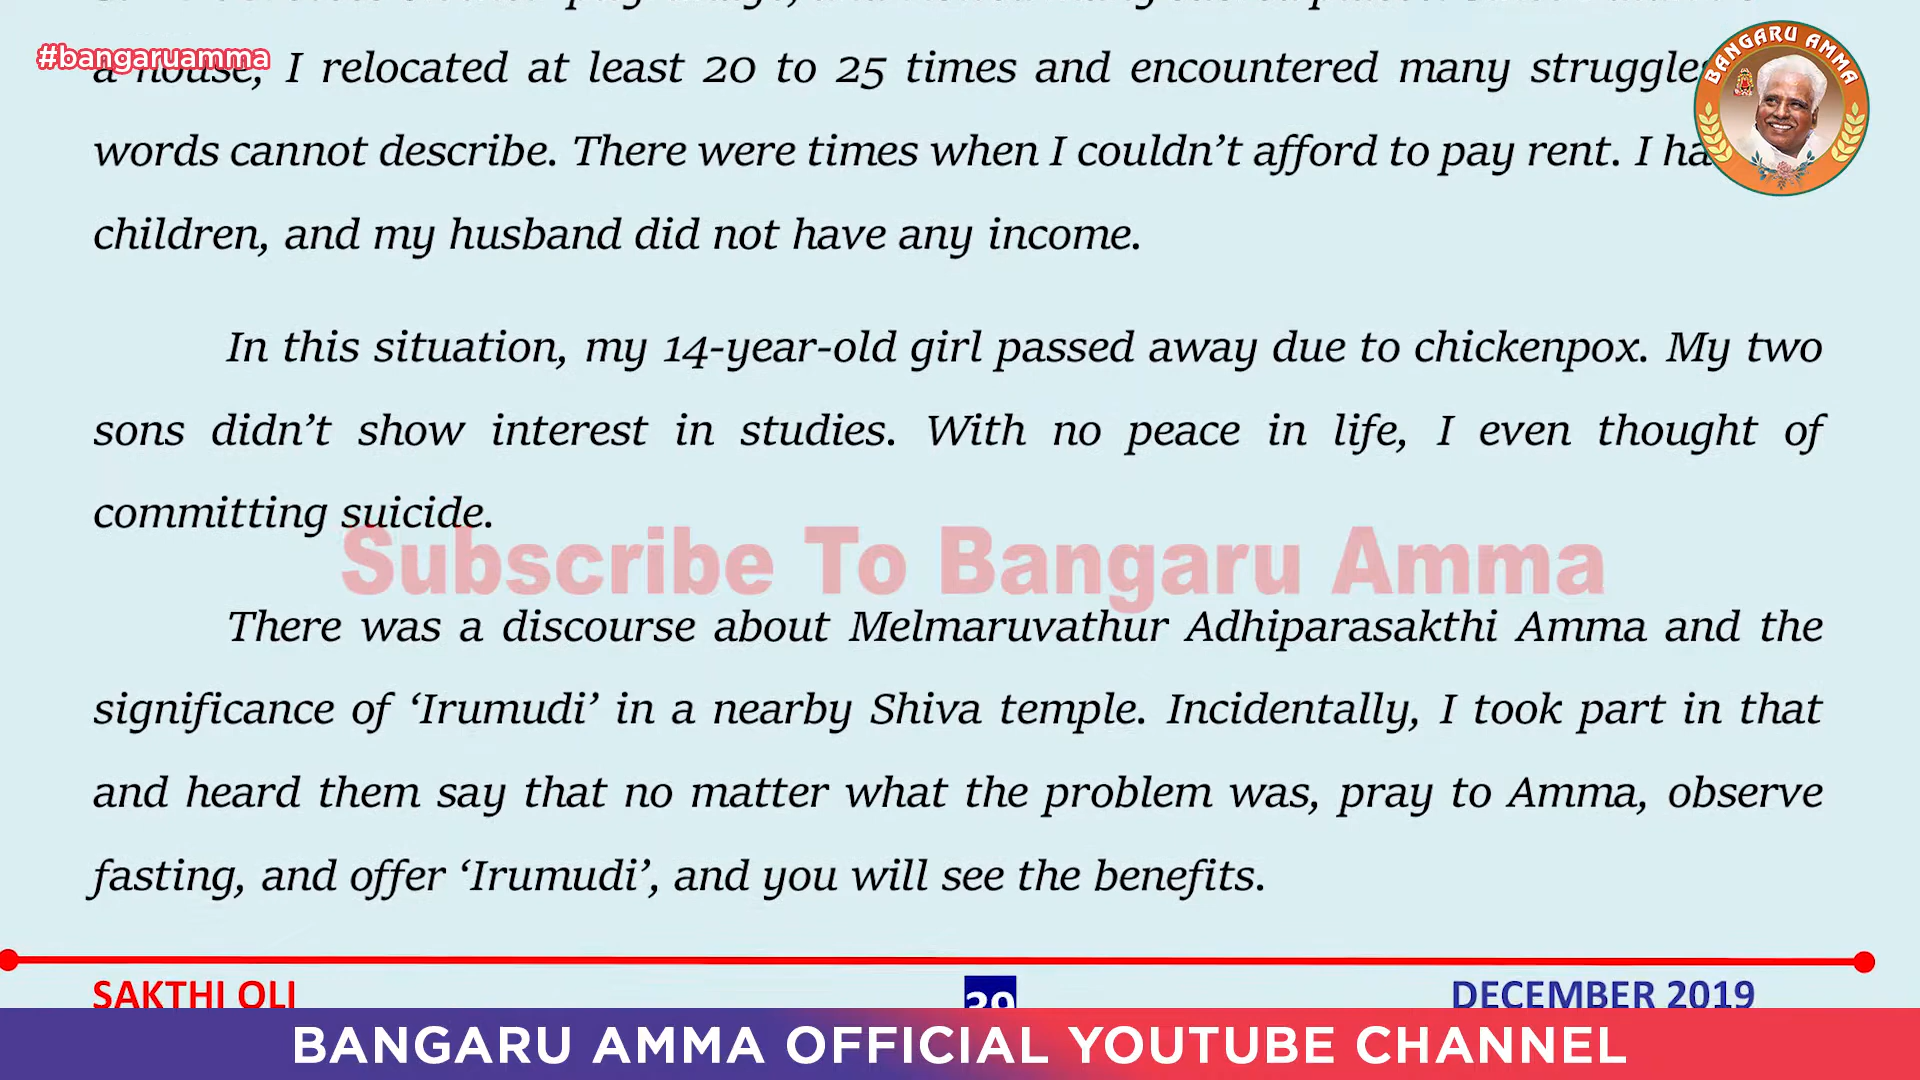 #bangaruamma
BANGARU AMMA
a house, I relocated at least 20 to 25 times and encountered many struggles
words cannot describe. There were times when I couldn’t afford to pay rent. I ha
children, and my husband did not have any income.
In this situation, my 14-year-old girl passed away due to chickenpox. My two
sons didn’t show interest in studies. With no peace in life, I even thought of
committing suicide.
Subscribe To Bangaru Amma
There was a discourse about Melmaruvathur Adhiparasakthi Amma and the
significance of ‘Irumudi’ in a nearby Shiva temple. Incidentally, I took part in that
and heard them say that no matter what the problem was, pray to Amma, observe
fasting, and offer ‘Irumudi’, and you will see the benefits.
SAKTHI OLI 39 DECEMBER 2019
BANGARU AMMA OFFICIAL YOUTUBE CHANNEL